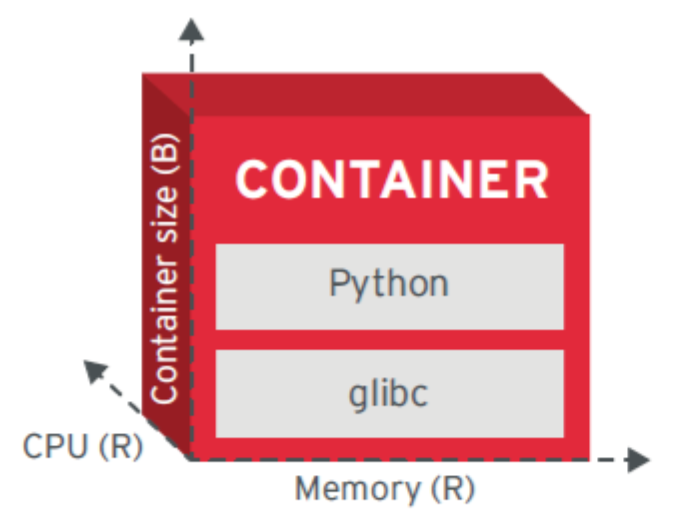 CONTAINER
Container size (B)
Python
glibc
CPU (R)
Memory (R)